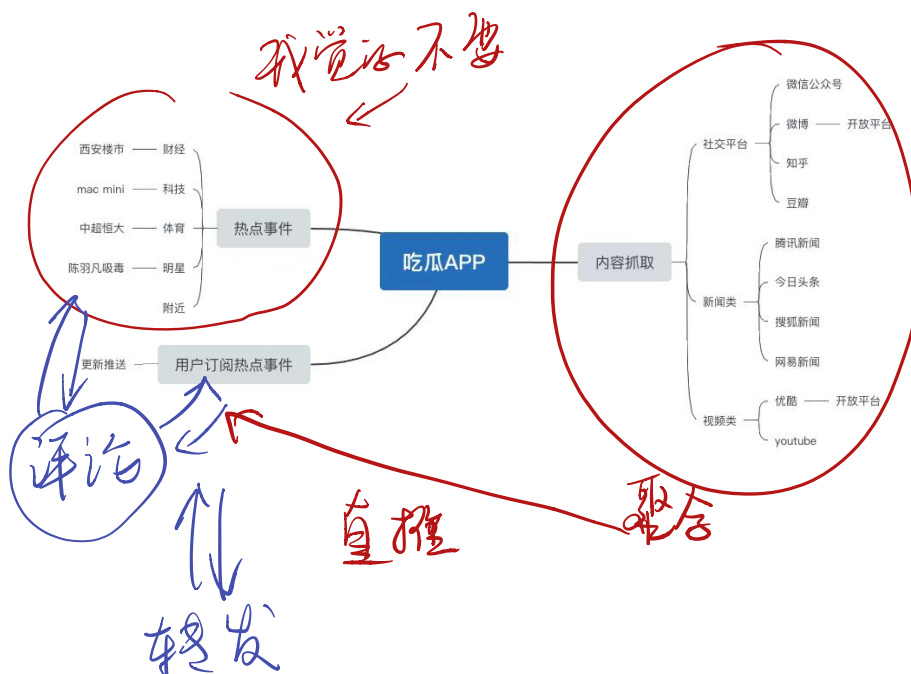 我觉的不要
微信公众号
微博 开放平台
社交平台
知乎
豆瓣
西安楼市 财经
mac mini 科技
中超恒大 体育
热点事件
陈羽凡吸毒 明星
附近
吃瓜APP
内容抓取
腾讯新闻
今日头条
新闻类
搜狐新闻
网易新闻
更新推送 用户订阅热点事件
优酷 开放平台
视频类
youtube
评论
聚合
直推
转发